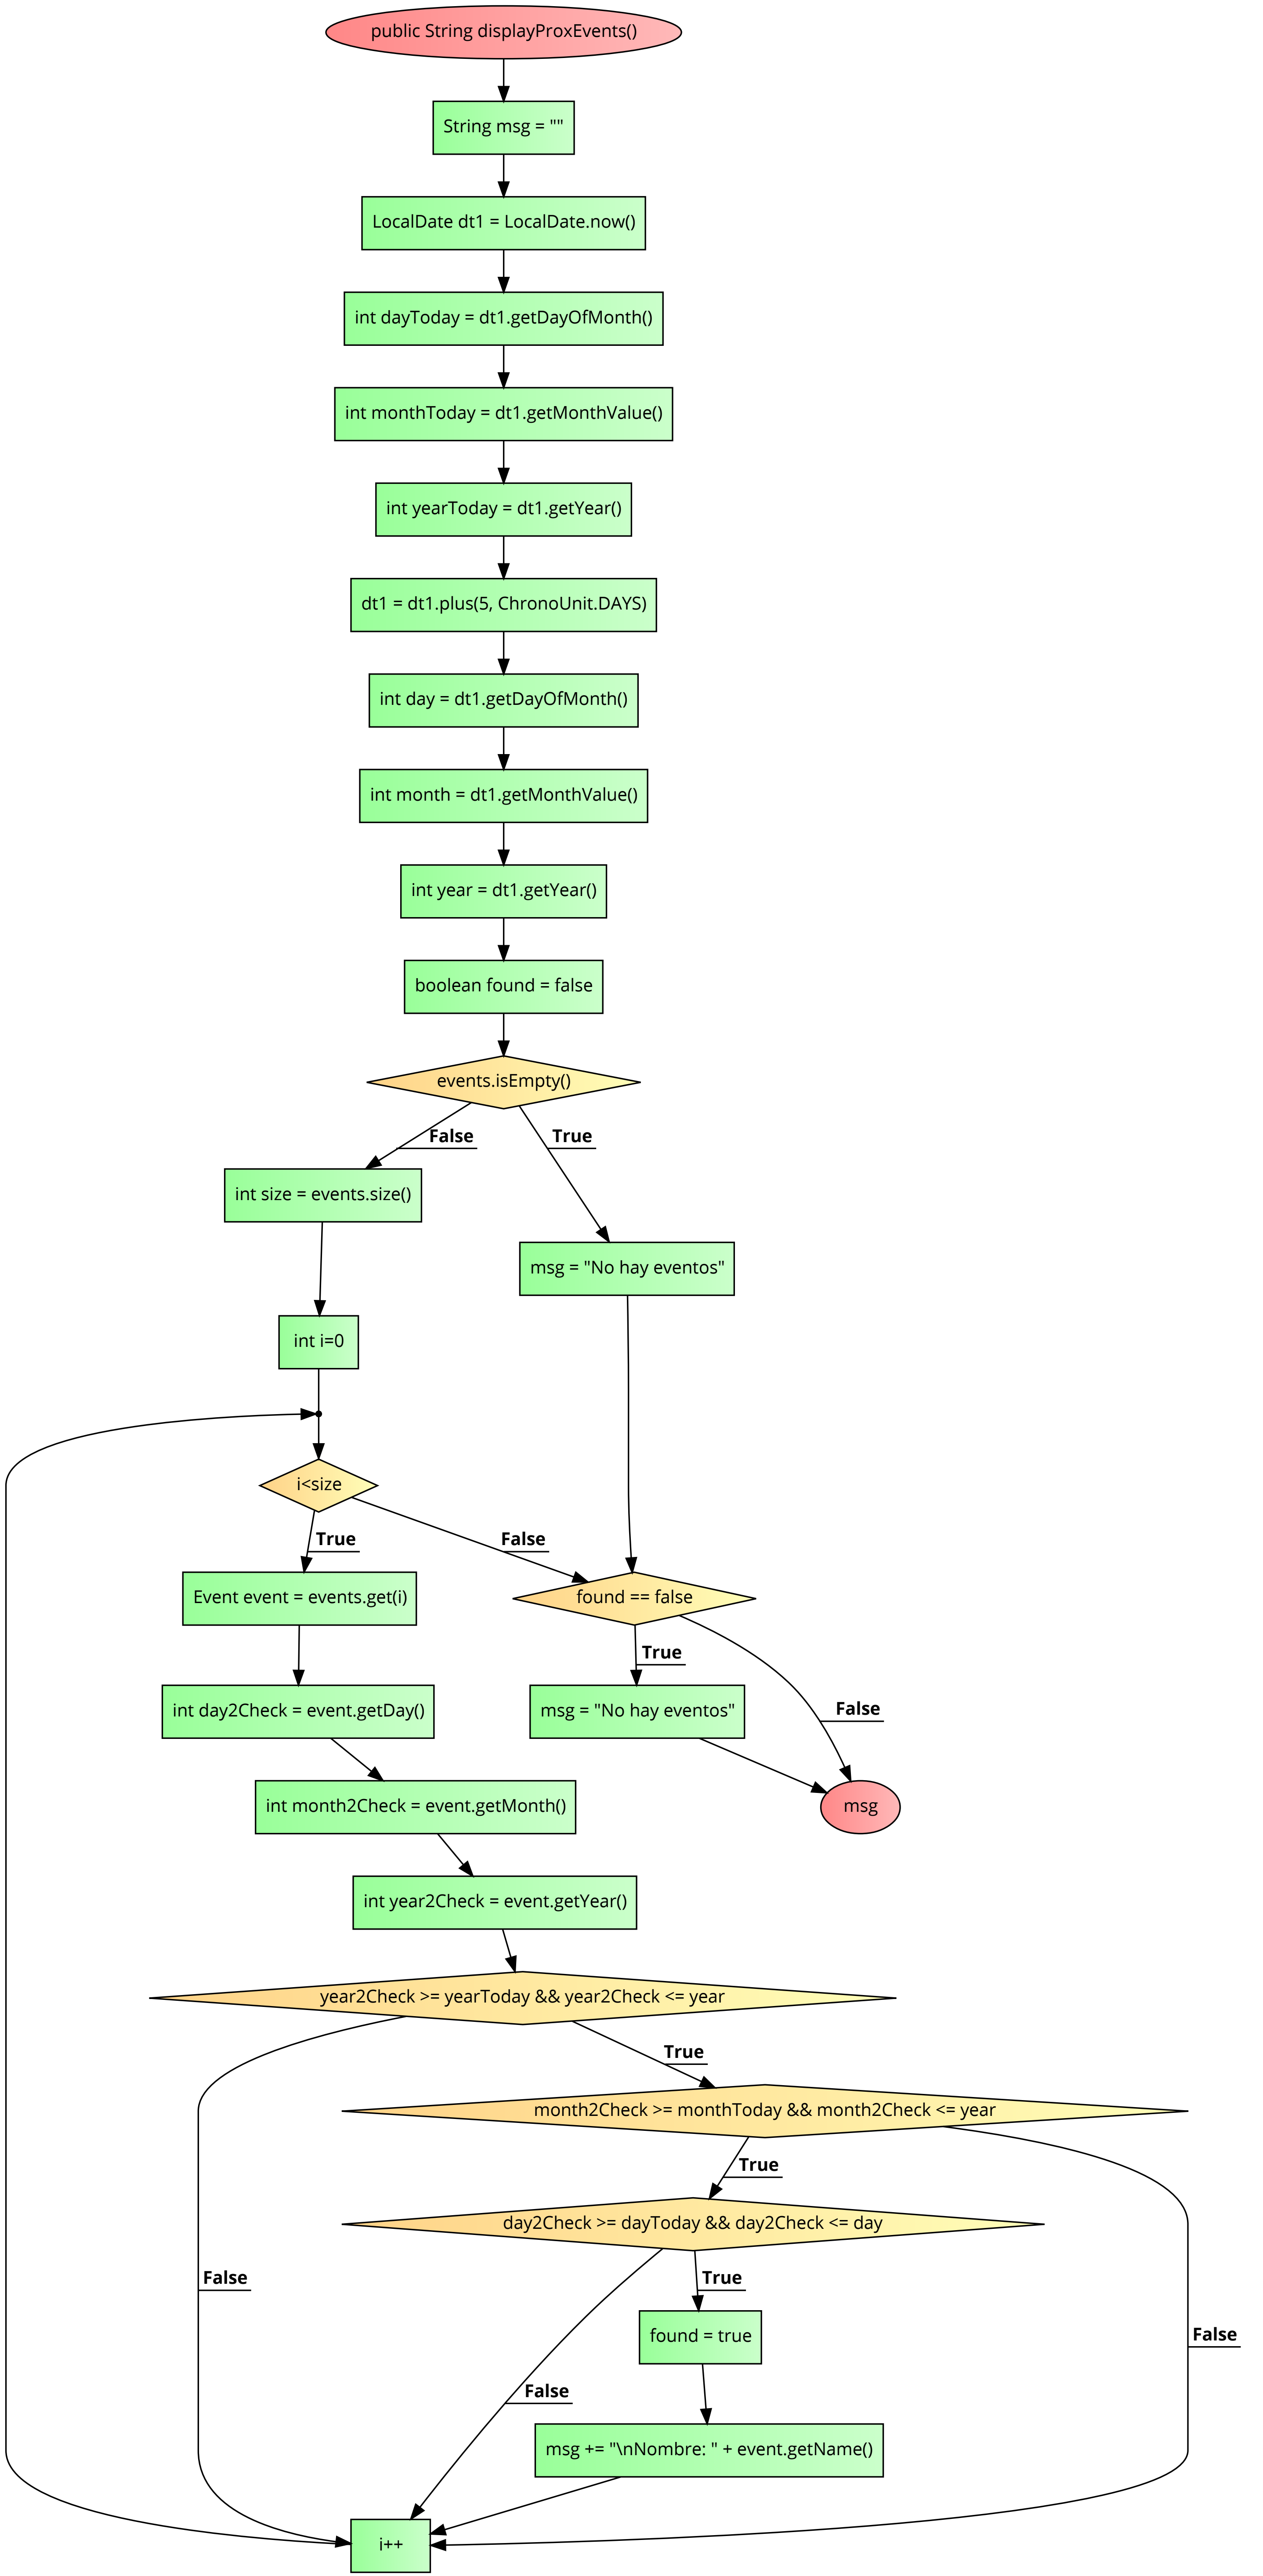 public String displayProxEvents()
String msg = ""
LocalDate dt1 = LocalDate.now()
int dayToday = dt1.getDayOfMonth()
int monthToday = dt1.getMonthValue()
int yearToday = dt1.getYear()
dt1 = dt1.plus(5, ChronoUnit.DAYS)
int day = dt1.getDayOfMonth()
int month = dt1.getMonthValue()
int year = dt1.getYear()
boolean found = false
events.isEmpty()
False
True
int size = events.size()
msg = "No hay eventos"
int i=0
i<size
True
False
Event event = events.get(i)
found == false
True
int day2Check = event.getDay()
msg = "No hay eventos"
False
int month2Check = event.getMonth()
msg
int year2Check = event.getYear()
year2Check >= yearToday && year2Check <= year
True
month2Check >= monthToday && month2Check <= year
True
day2Check >= dayToday && day2Check <= day
False
True
found = true
False
False
msg += "\nNombre: " + event.getName()
i++